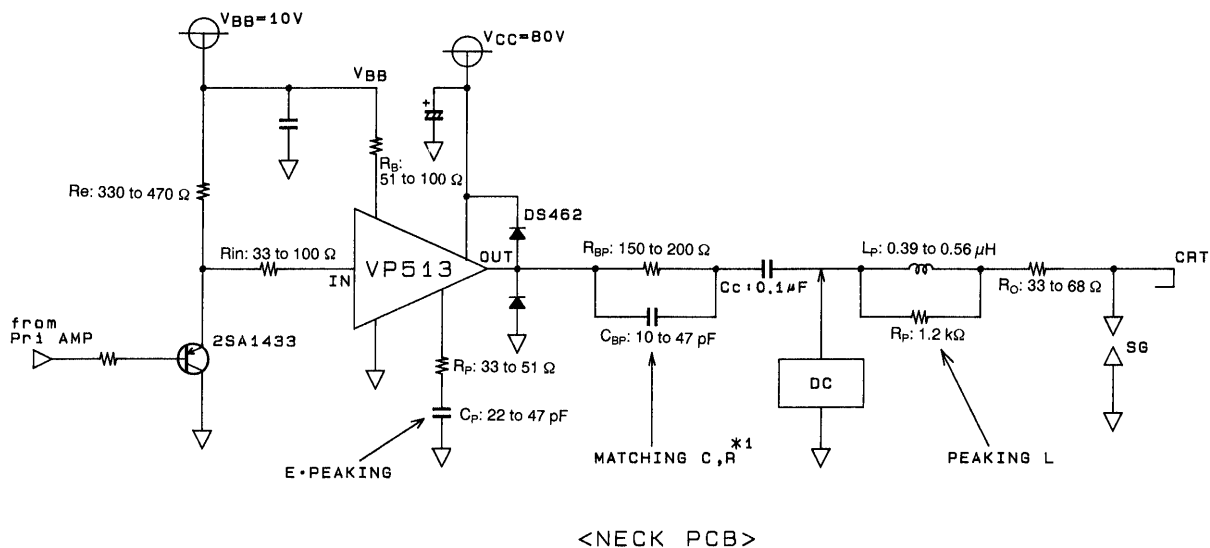 VBB=10V
VCC=80V
VBB
+
RB:
51 to 100 Ω
Re: 330 to 470 Ω
DS462
Rin: 33 to 100 Ω
IN
VP513
OUT
RBP: 150 to 200 Ω
LP: 0.39 to 0.56 μH
CRT
CC:0.1μF
RO: 33 to 68 Ω
from
Pri AMP
2SA1433
CBP: 10 to 47 pF
RP: 1.2 kΩ
SG
RP: 33 to 51 Ω
DC
CP: 22 to 47 pF
E•PEAKING
MATCHING C,R*1
PEAKING L
<NECK PCB>